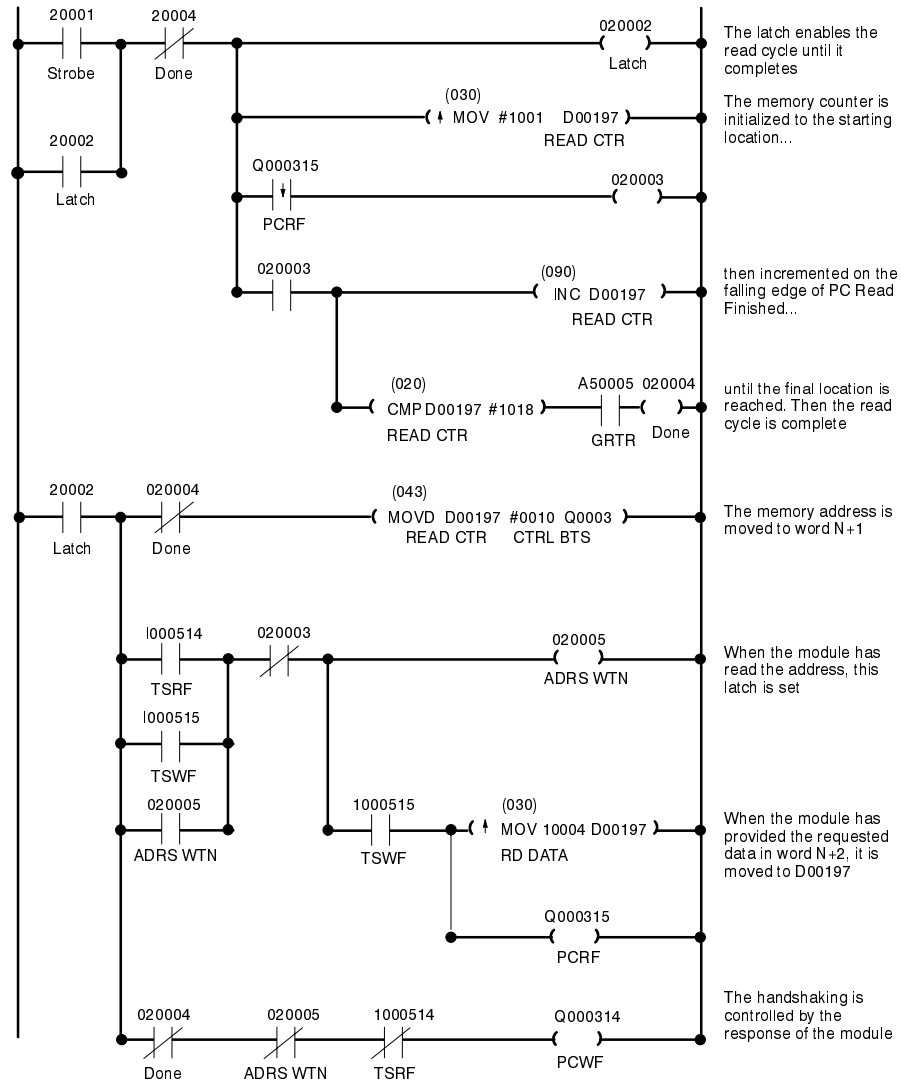 20001
20004
020002
Strobe
Done
Latch
The latch enables the
read cycle until it
completes
(030)
MOV #1001 D00197
READ CTR
The memory counter is
initialized to the starting
location...
20002
Latch
Q000315
PCRF
020003
020003
(090)
INC D00197
READ CTR
then incremented on the
falling edge of PC Read
Finished...
(020)
CMP D00197 #1018
READ CTR
A50005
GRTR
020004
Done
until the final location is
reached. Then the read
cycle is complete
20002
Latch
020004
Done
(043)
MOVD D00197 #0010 Q0003
READ CTR CTRL BTS
The memory address is
moved to word N+1
I000514
TSRF
020003
020005
ADRS WTN
When the module has
read the address, this
latch is set
I000515
TSWF
020005
ADRS WTN
1000515
TSWF
(030)
MOV 10004 D00197
RD DATA
When the module has
provided the requested
data in word N+2, it is
moved to D00197
Q000315
PCRF
020004
Done
020005
ADRS WTN
1000514
TSRF
Q000314
PCWF
The handshaking is
controlled by the
response of the module